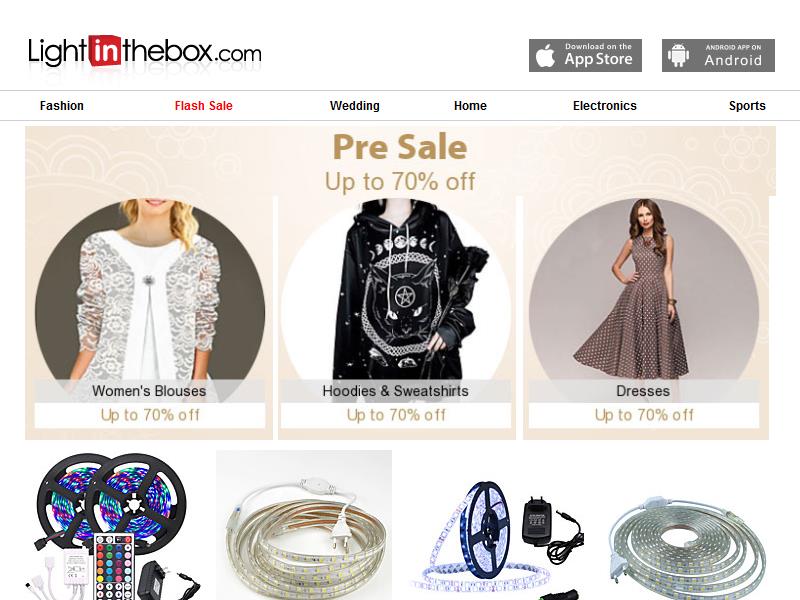 Lightinthebox.com
Download on the
App Store
ANDROID APP ON
Android
Fashion
Flash Sale
Wedding
Home
Electronics
Sports
Pre Sale
Up to 70% off
Women's Blouses
Up to 70% off
Hoodies & Sweatshirts
Up to 70% off
Dresses
Up to 70% off